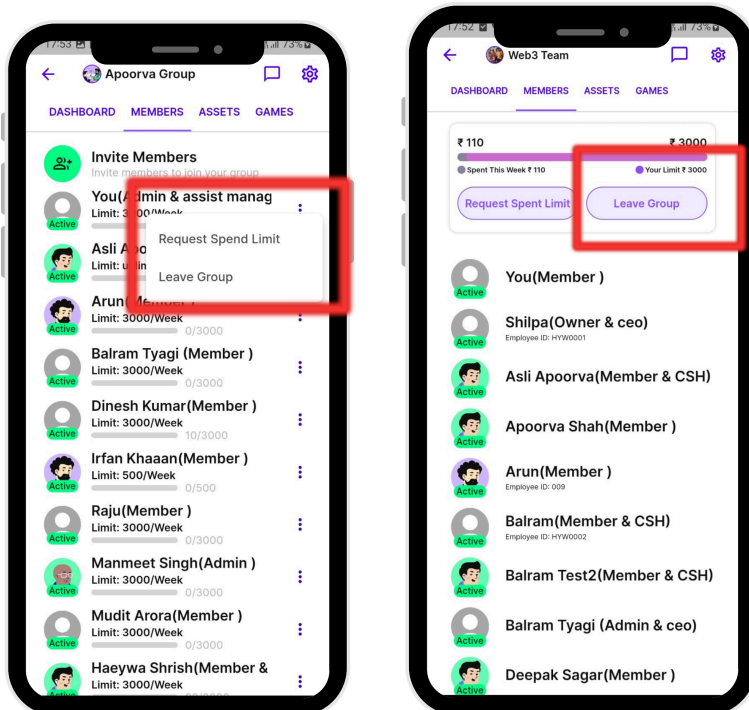 17:53
73%
Apoorva Group
DASHBOARD MEMBERS ASSETS GAMES
Invite Members
Invite members to join your group
You(Admin & assist manag
Limit: 3000/Week
Active
Request Spend Limit
Leave Group
Asli
Limit:
Active
Arun(Member )
Limit: 3000/Week
0/3000
Active
Balram Tyagi (Member )
Limit: 3000/Week
0/3000
Active
Dinesh Kumar(Member )
Limit: 3000/Week
10/3000
Active
Irfan Khaaan(Member )
Limit: 500/Week
0/500
Active
Raju(Member )
Limit: 3000/Week
0/3000
Active
Manmeet Singh(Admin )
Limit: 3000/Week
0/3000
Active
Mudit Arora(Member )
Limit: 3000/Week
0/3000
Active
Haeywa Shrish(Member &
Limit: 3000/Week
Active
17:52
73%
Web3 Team
DASHBOARD MEMBERS ASSETS GAMES
₹ 110 ₹ 3000
Spent This Week ₹ 110 Your Limit ₹ 3000
Request Spent Limit Leave Group
You(Member )
Active
Shilpa(Owner & ceo)
Employee ID: HYW0001
Active
Asli Apoorva(Member & CSH)
Active
Apoorva Shah(Member )
Active
Arun(Member )
Employee ID: 009
Active
Balram(Member & CSH)
Employee ID: HYW0002
Active
Balram Test2(Member & CSH)
Active
Balram Tyagi (Admin & ceo)
Active
Deepak Sagar(Member )
Active